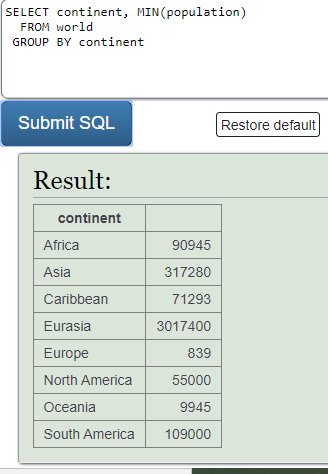 SELECT continent, MIN(population)
FROM world
GROUP BY continent
Submit SQL
Restore default
Result:
continent
Africa 90945
Asia 317280
Caribbean 71293
Eurasia 3017400
Europe 839
North America 55000
Oceania 9945
South America 109000